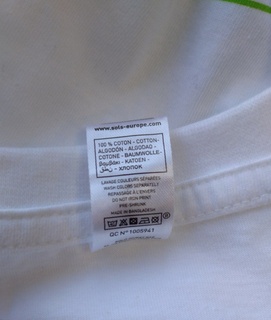 www.sols-europe.com
100 % COTON - COTTON-
ALGODÓN - ALGODAO -
COTONE - BAUMWOLLE-
βαμβάκι - KATOEN -
قطن - ХЛОПОК
LAVAGE COULEURS SÉPARÉES
WASH COLORS SEPARATELY
REPASSAGE À L'ENVERS
DO NOT IRON PRINT
PRE-SHRUNK
MADE IN BANGLADESH
QC N° 1005941